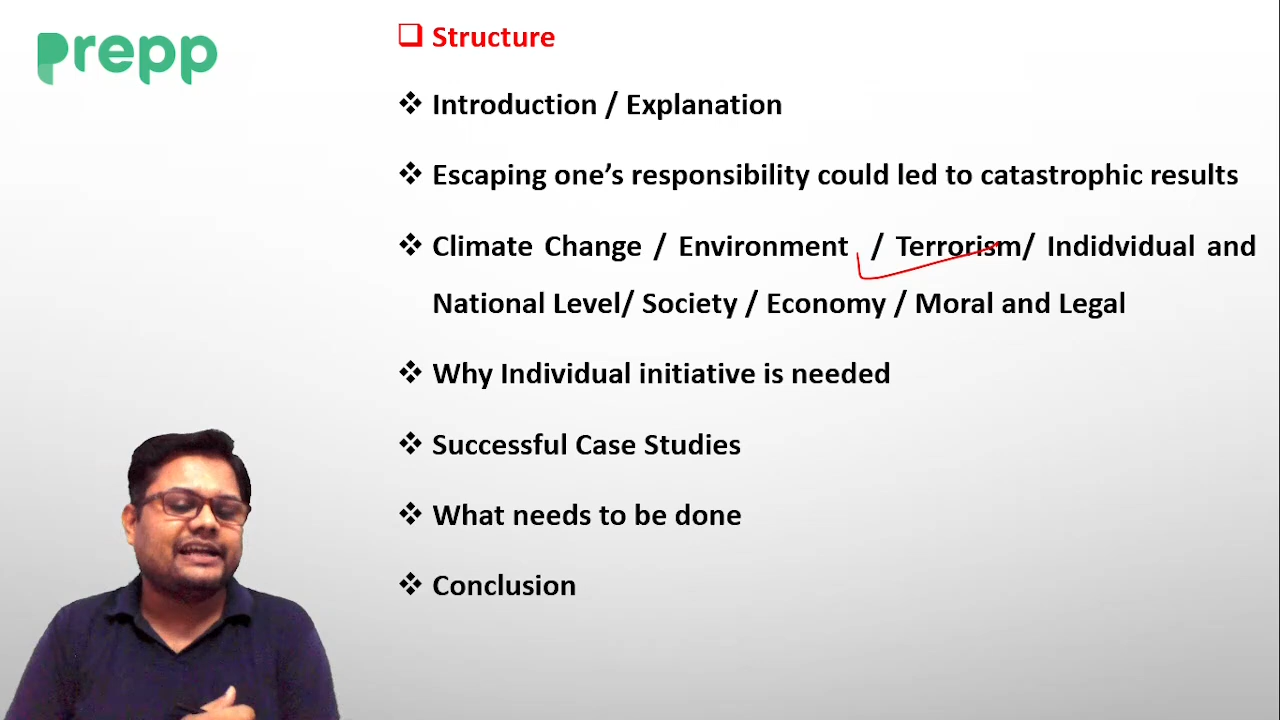 prepp
Structure
Introduction / Explanation
Escaping one's responsibility could led to catastrophic results
Climate Change / Environment / Terrorism/ Indidvidual and
National Level/ Society / Economy / Moral and Legal
Why Individual initiative is needed
Successful Case Studies
What needs to be done
Conclusion